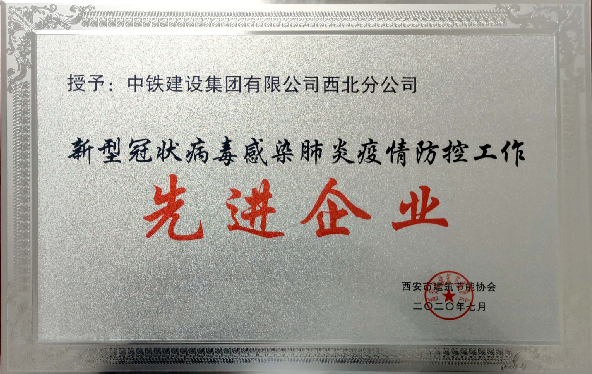 授予：中铁建设集团有限公司西北分公司
新型冠状病毒感染肺炎疫情防控工作
先进企业
西安市建筑节能协会
二〇二〇年七月